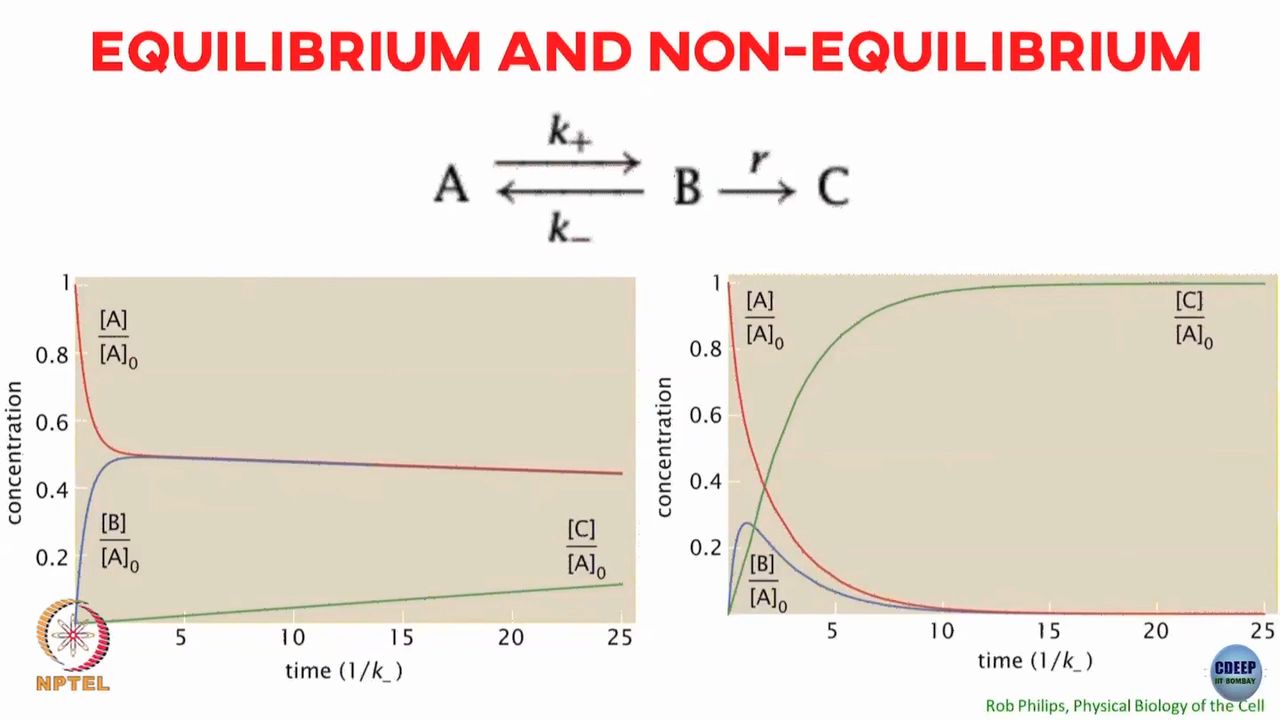 EQUILIBRIUM AND NON-EQUILIBRIUM
k+
A B r C
k−
1
[A]
[A]0
0.8
0.6
0.4
0.2
concentration
[B]
[A]0
[C]
[A]0
5 10 15 20 25
time (1/k−)
1
[A]
[A]0
[C]
[A]0
0.8
0.6
0.4
0.2
concentration
[B]
[A]0
5 10 15 20 25
time (1/k−)
NPTEL
CDEEP
IIT BOMBAY
Rob Philips, Physical Biology of the Cell